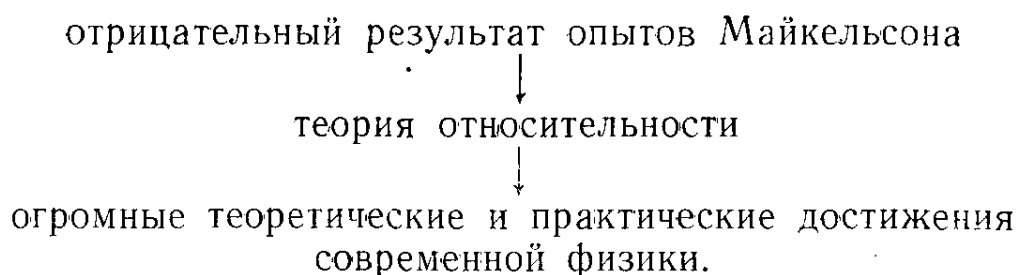 отрицательный результат опытов Майкельсона
теория относительности
огромные теоретические и практические достижения
современной физики.